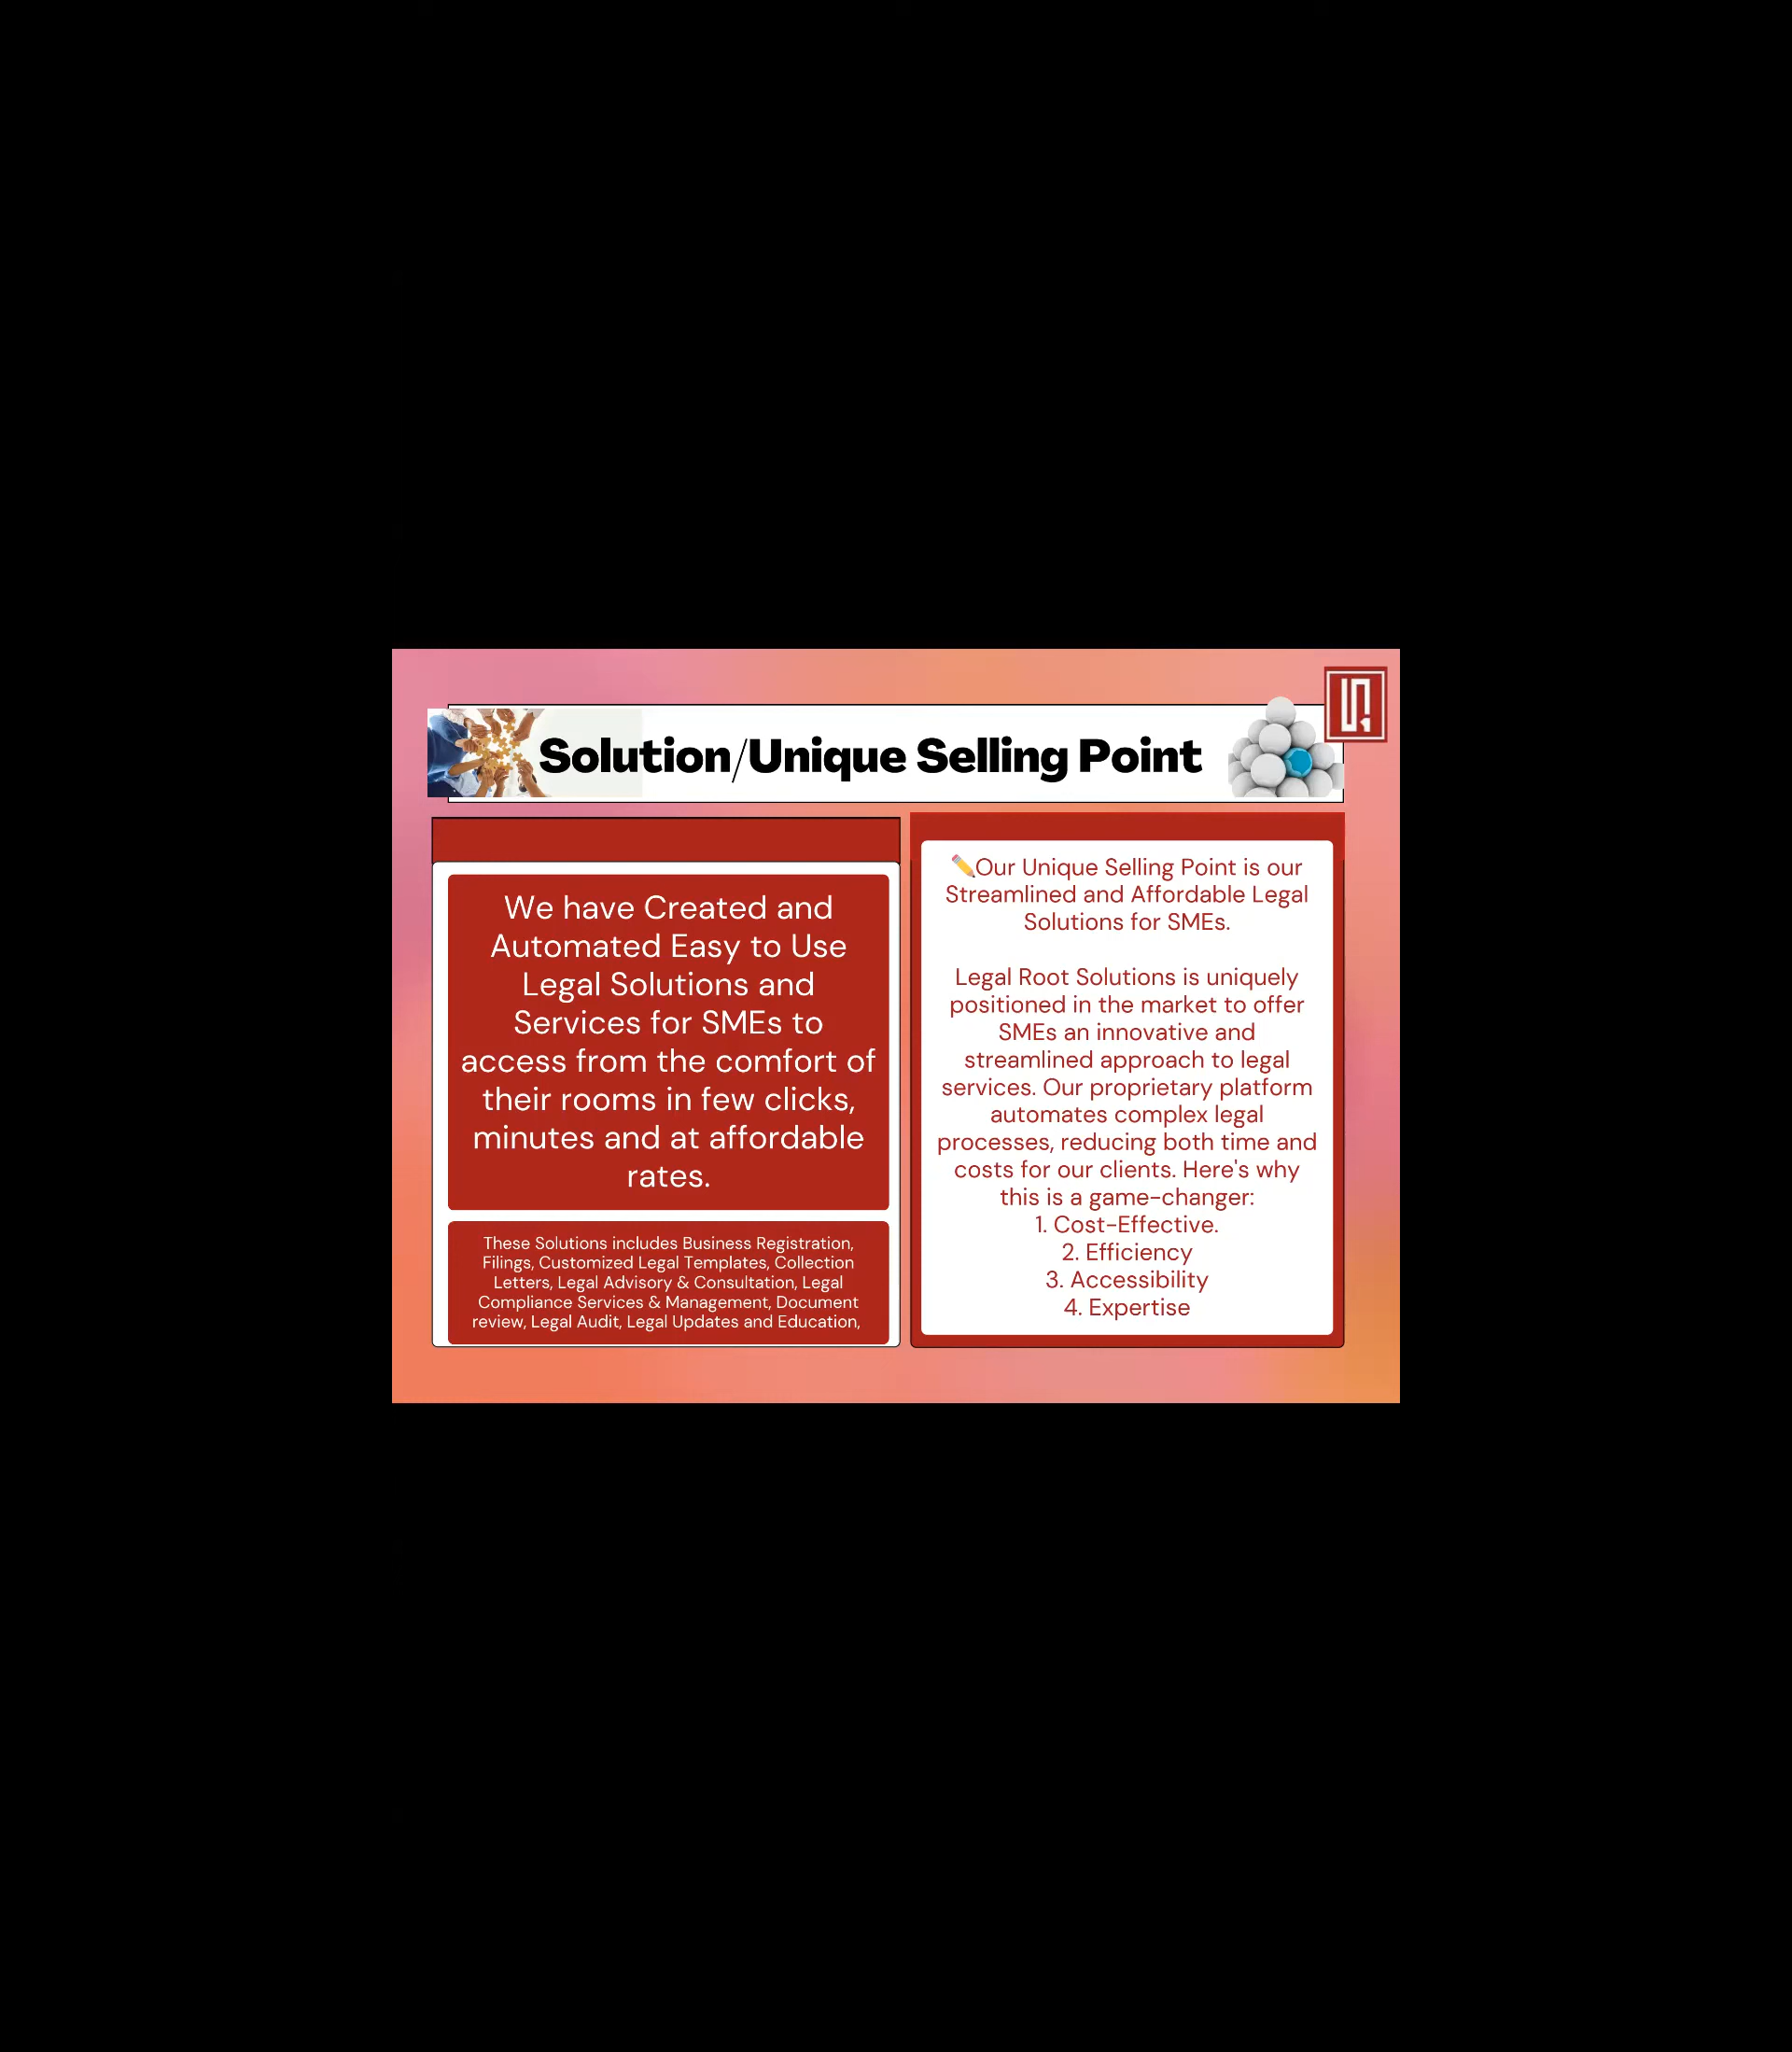 Solution/Unique Selling Point
We have Created and
Automated Easy to Use
Legal Solutions and
Services for SMEs to
access from the comfort of
their rooms in few clicks,
minutes and at affordable
rates.
These Solutions includes Business Registration,
Filings, Customized Legal Templates, Collection
Letters, Legal Advisory & Consultation, Legal
Compliance Services & Management, Document
review, Legal Audit, Legal Updates and Education,
✏️Our Unique Selling Point is our
Streamlined and Affordable Legal
Solutions for SMEs.
Legal Root Solutions is uniquely
positioned in the market to offer
SMEs an innovative and
streamlined approach to legal
services. Our proprietary platform
automates complex legal
processes, reducing both time and
costs for our clients. Here's why
this is a game-changer:
1. Cost-Effective.
2. Efficiency
3. Accessibility
4. Expertise